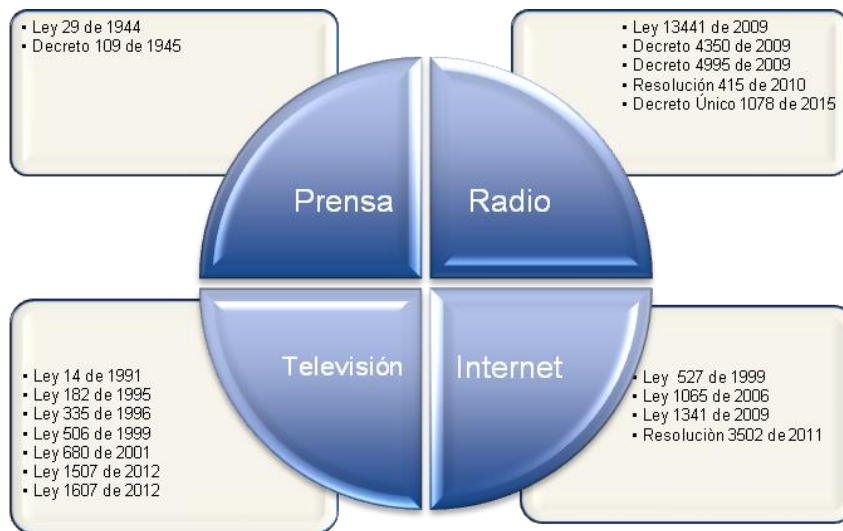 ▪ Ley 29 de 1944
▪ Decreto 109 de 1945
▪ Ley 13441 de 2009
▪ Decreto 4350 de 2009
▪ Decreto 4995 de 2009
▪ Resolución 415 de 2010
▪ Decreto Único 1078 de 2015
Prensa
Radio
Televisión
Internet
▪ Ley 14 de 1991
▪ Ley 182 de 1995
▪ Ley 335 de 1996
▪ Ley 506 de 1999
▪ Ley 680 de 2001
▪ Ley 1507 de 2012
▪ Ley 1607 de 2012
▪ Ley 527 de 1999
▪ Ley 1065 de 2006
▪ Ley 1341 de 2009
▪ Resoluciòn 3502 de 2011